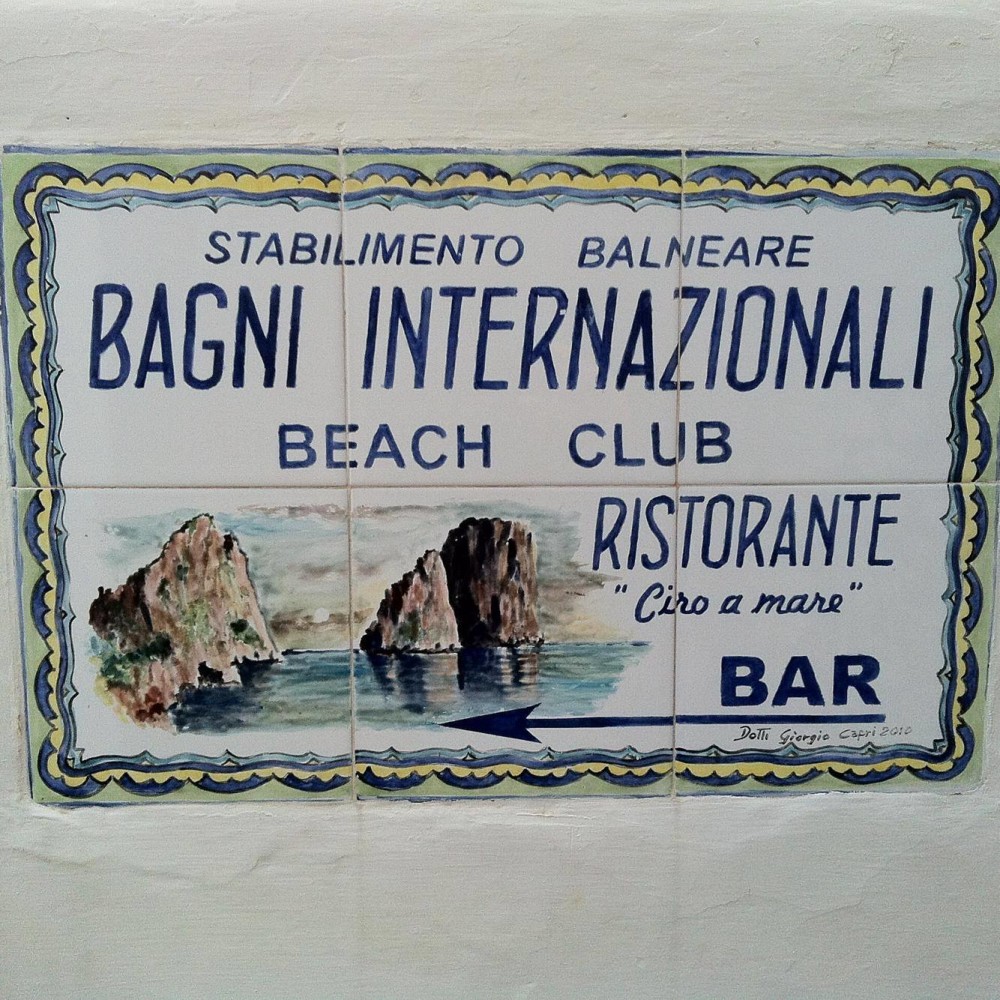 STABILIMENTO BALNEARE
BAGNI INTERNAZIONALI
BEACH CLUB
RISTORANTE
"Ciro a mare"
BAR
Dotti Giorgio Capri 2010